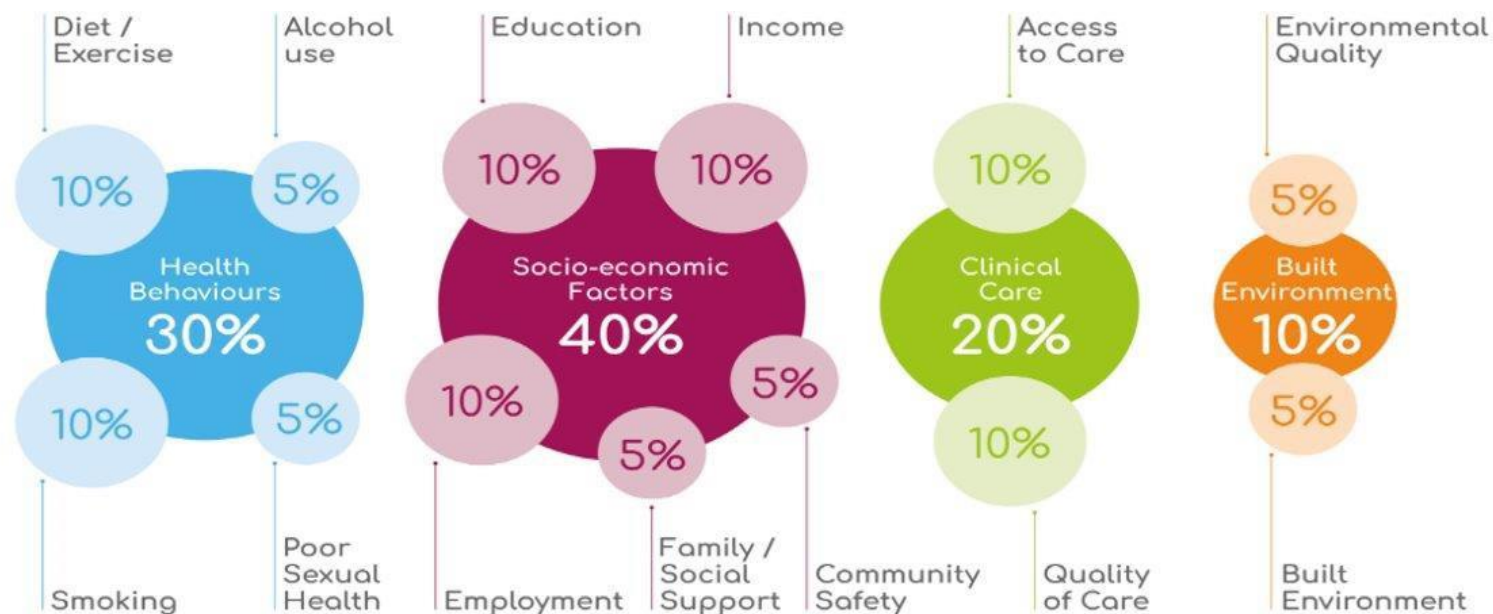 Diet /
Exercise
Alcohol
use
Education
Income
Access
to Care
Environmental
Quality
10%
5%
10%
10%
10%
5%
Health
Behaviours
30%
Socio-economic
Factors
40%
Clinical
Care
20%
Built
Environment
10%
10%
5%
10%
5%
5%
10%
5%
Smoking
Poor
Sexual
Health
Employment
Family /
Social
Support
Community
Safety
Quality
of Care
Built
Environment